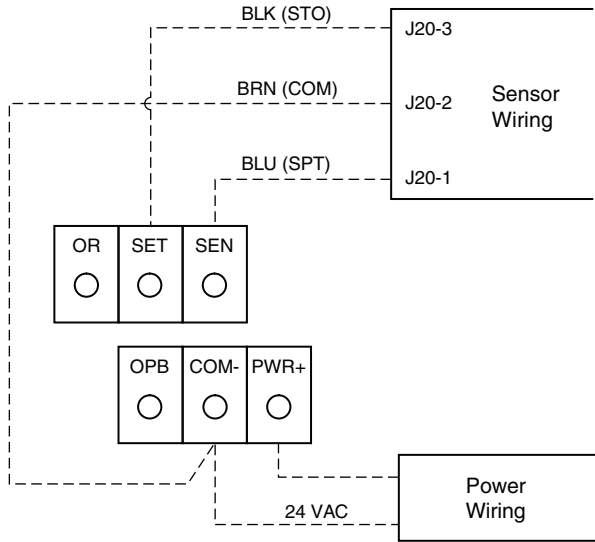 BLK (STO)
J20-3
BRN (COM)
J20-2
Sensor
Wiring
BLU (SPT)
J20-1
OR SET SEN
OPB COM- PWR+
Power
Wiring
24 VAC